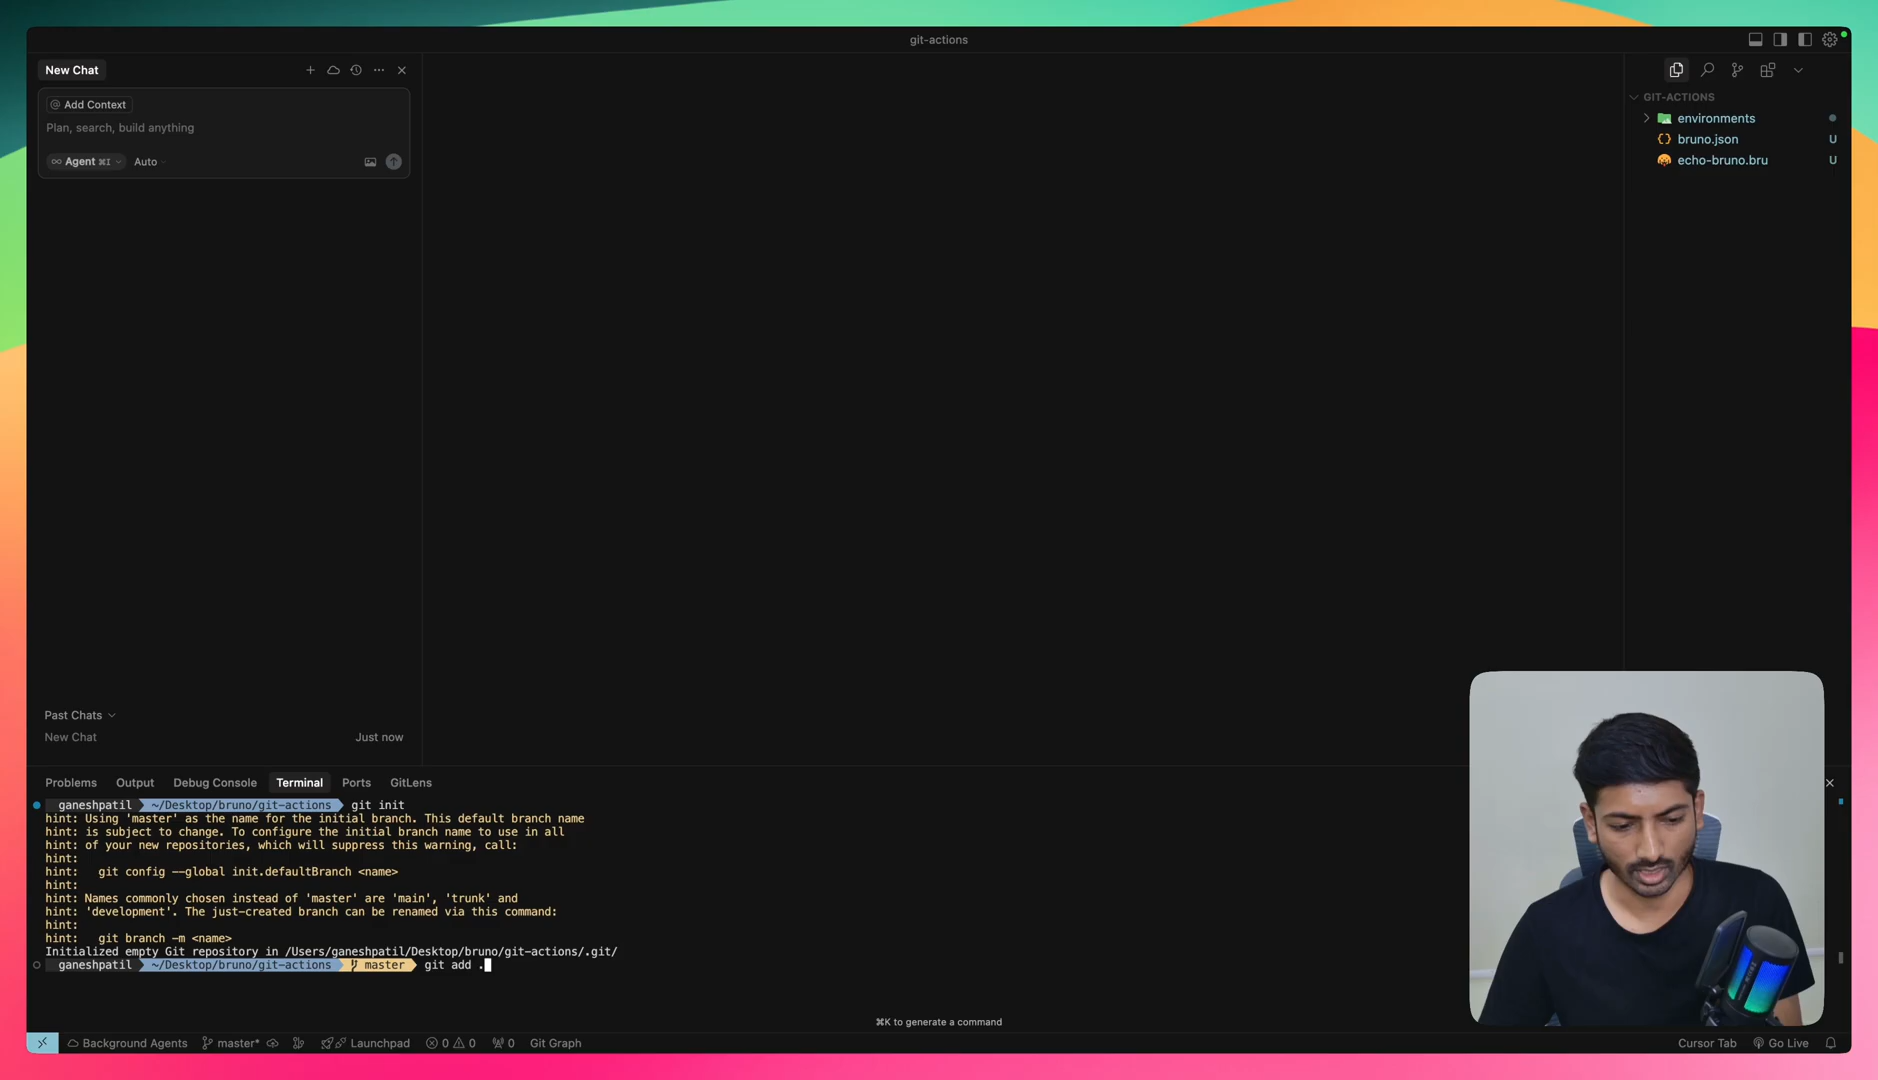 git-actions
New Chat
@ Add Context
Plan, search, build anything
∞ Agent ⌘I
Auto
GIT-ACTIONS
environments
bruno.json U
echo-bruno.bru U
Past Chats
New Chat Just now
Problems Output Debug Console Terminal Ports GitLens
ganeshpatil ~/Desktop/bruno/git-actions git init
hint: Using 'master' as the name for the initial branch. This default branch name
hint: is subject to change. To configure the initial branch name to use in all
hint: of your new repositories, which will suppress this warning, call:
hint:
hint:   git config --global init.defaultBranch <name>
hint:
hint: Names commonly chosen instead of 'master' are 'main', 'trunk' and
hint: 'development'. The just-created branch can be renamed via this command:
hint:
hint:   git branch -m <name>
Initialized empty Git repository in /Users/ganeshpatil/Desktop/bruno/git-actions/.git/
ganeshpatil ~/Desktop/bruno/git-actions master git add .
⌘K to generate a command
Background Agents master* Launchpad 0 0 0 Git Graph Cursor Tab Go Live